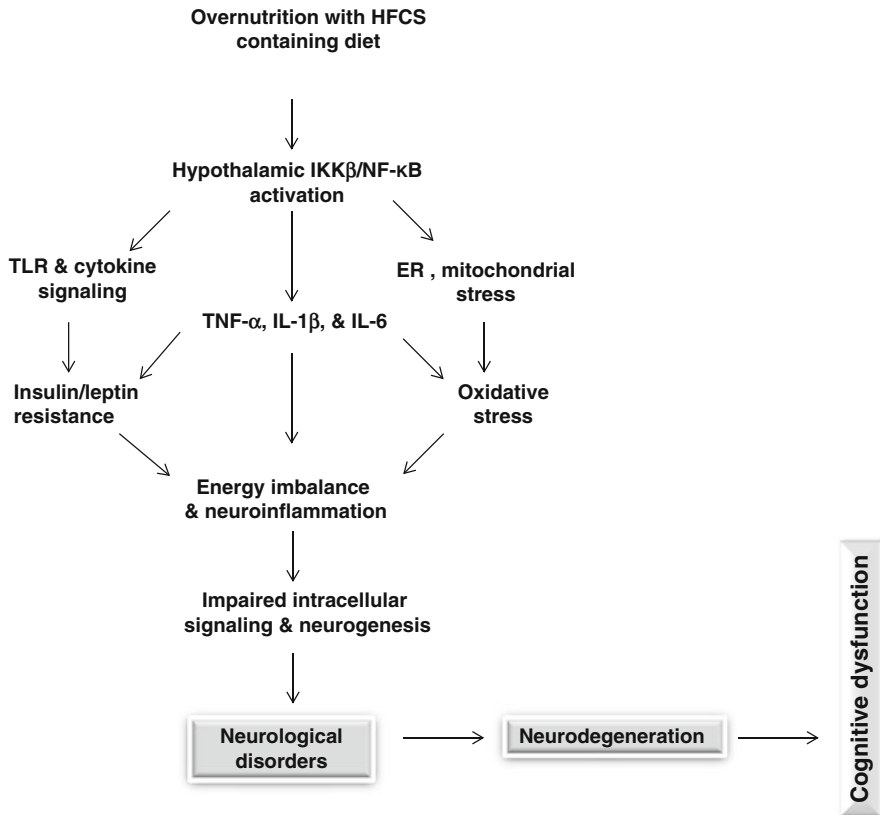 Overnutrition with HFCS
containing diet
Hypothalamic IKKβ/NF-κB
activation
TLR & cytokine
signaling
ER , mitochondrial
stress
TNF-α, IL-1β, & IL-6
Insulin/leptin
resistance
Oxidative
stress
Energy imbalance
& neuroinflammation
Impaired intracellular
signaling & neurogenesis
Neurological
disorders
Neurodegeneration
Cognitive dysfunction